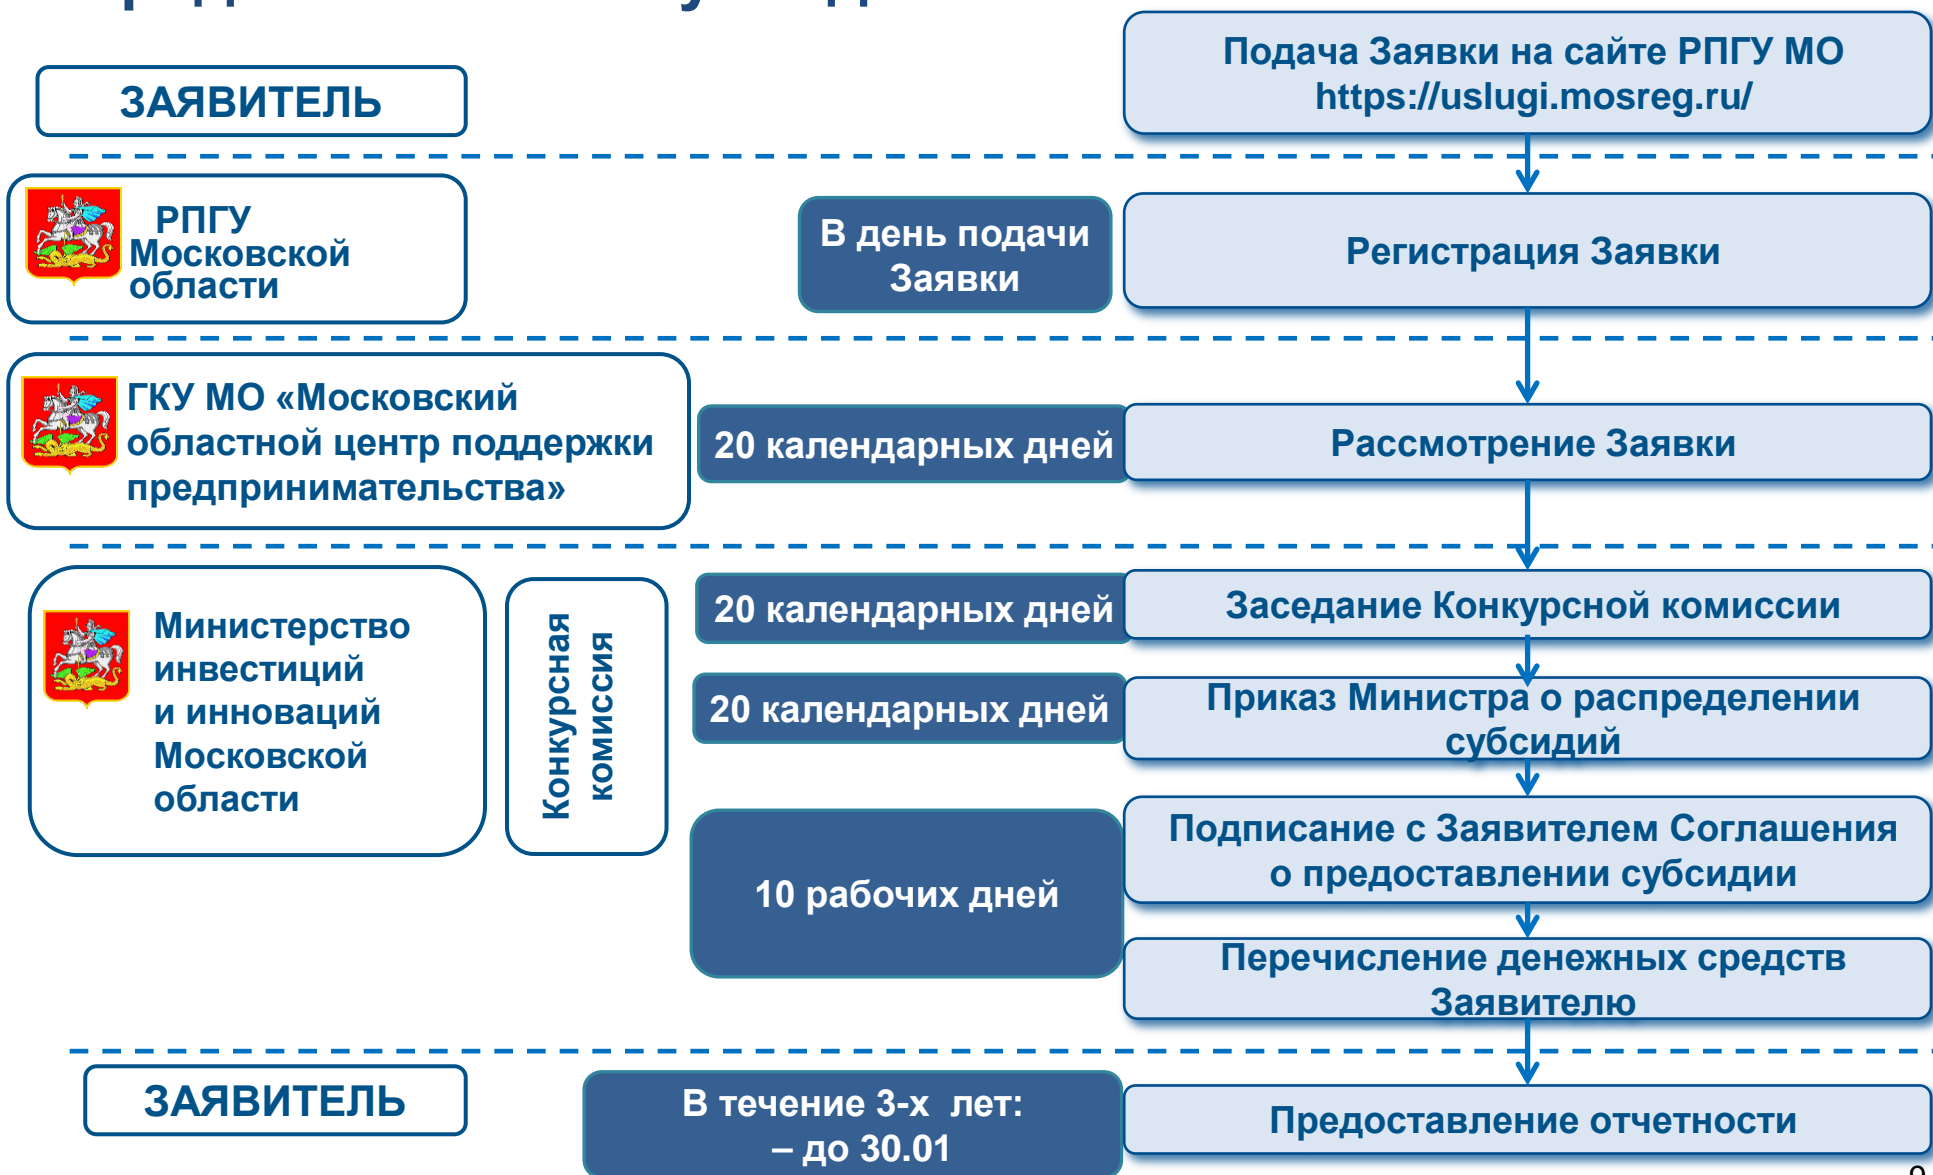 ЗАЯВИТЕЛЬ
Подача Заявки на сайте РПГУ МО
https://uslugi.mosreg.ru/
РПГУ
Московской
области
В день подачи
Заявки
Регистрация Заявки
ГКУ МО «Московский
областной центр поддержки
предпринимательства»
20 календарных дней
Рассмотрение Заявки
Министерство
инвестиций
и инноваций
Московской
области
Конкурсная
комиссия
20 календарных дней
Заседание Конкурсной комиссии
20 календарных дней
Приказ Министра о распределении
субсидий
10 рабочих дней
Подписание с Заявителем Соглашения
о предоставлении субсидии
Перечисление денежных средств
Заявителю
ЗАЯВИТЕЛЬ
В течение 3-х лет:
– до 30.01
Предоставление отчетности